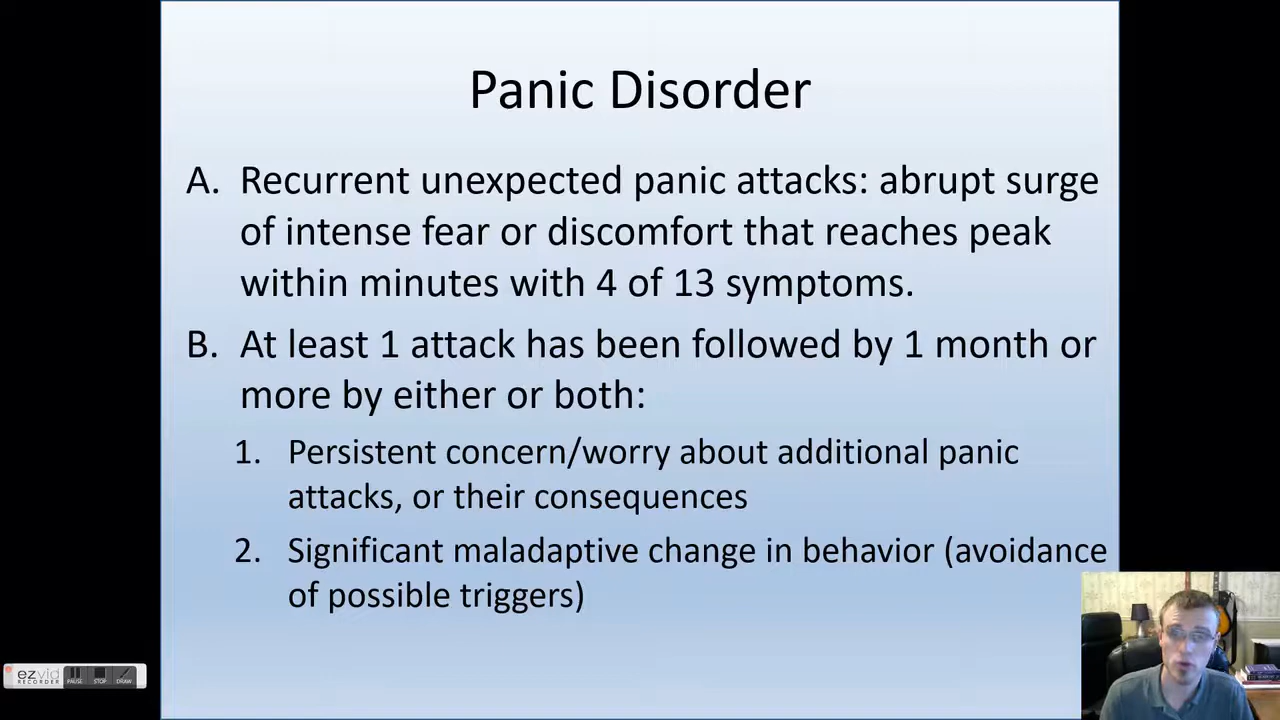 Panic Disorder
A. Recurrent unexpected panic attacks: abrupt surge
of intense fear or discomfort that reaches peak
within minutes with 4 of 13 symptoms.
B. At least 1 attack has been followed by 1 month or
more by either or both:
1. Persistent concern/worry about additional panic
attacks, or their consequences
2. Significant maladaptive change in behavior (avoidance
of possible triggers)
ezvid
RECORDER
PAUSE STOP DRAW